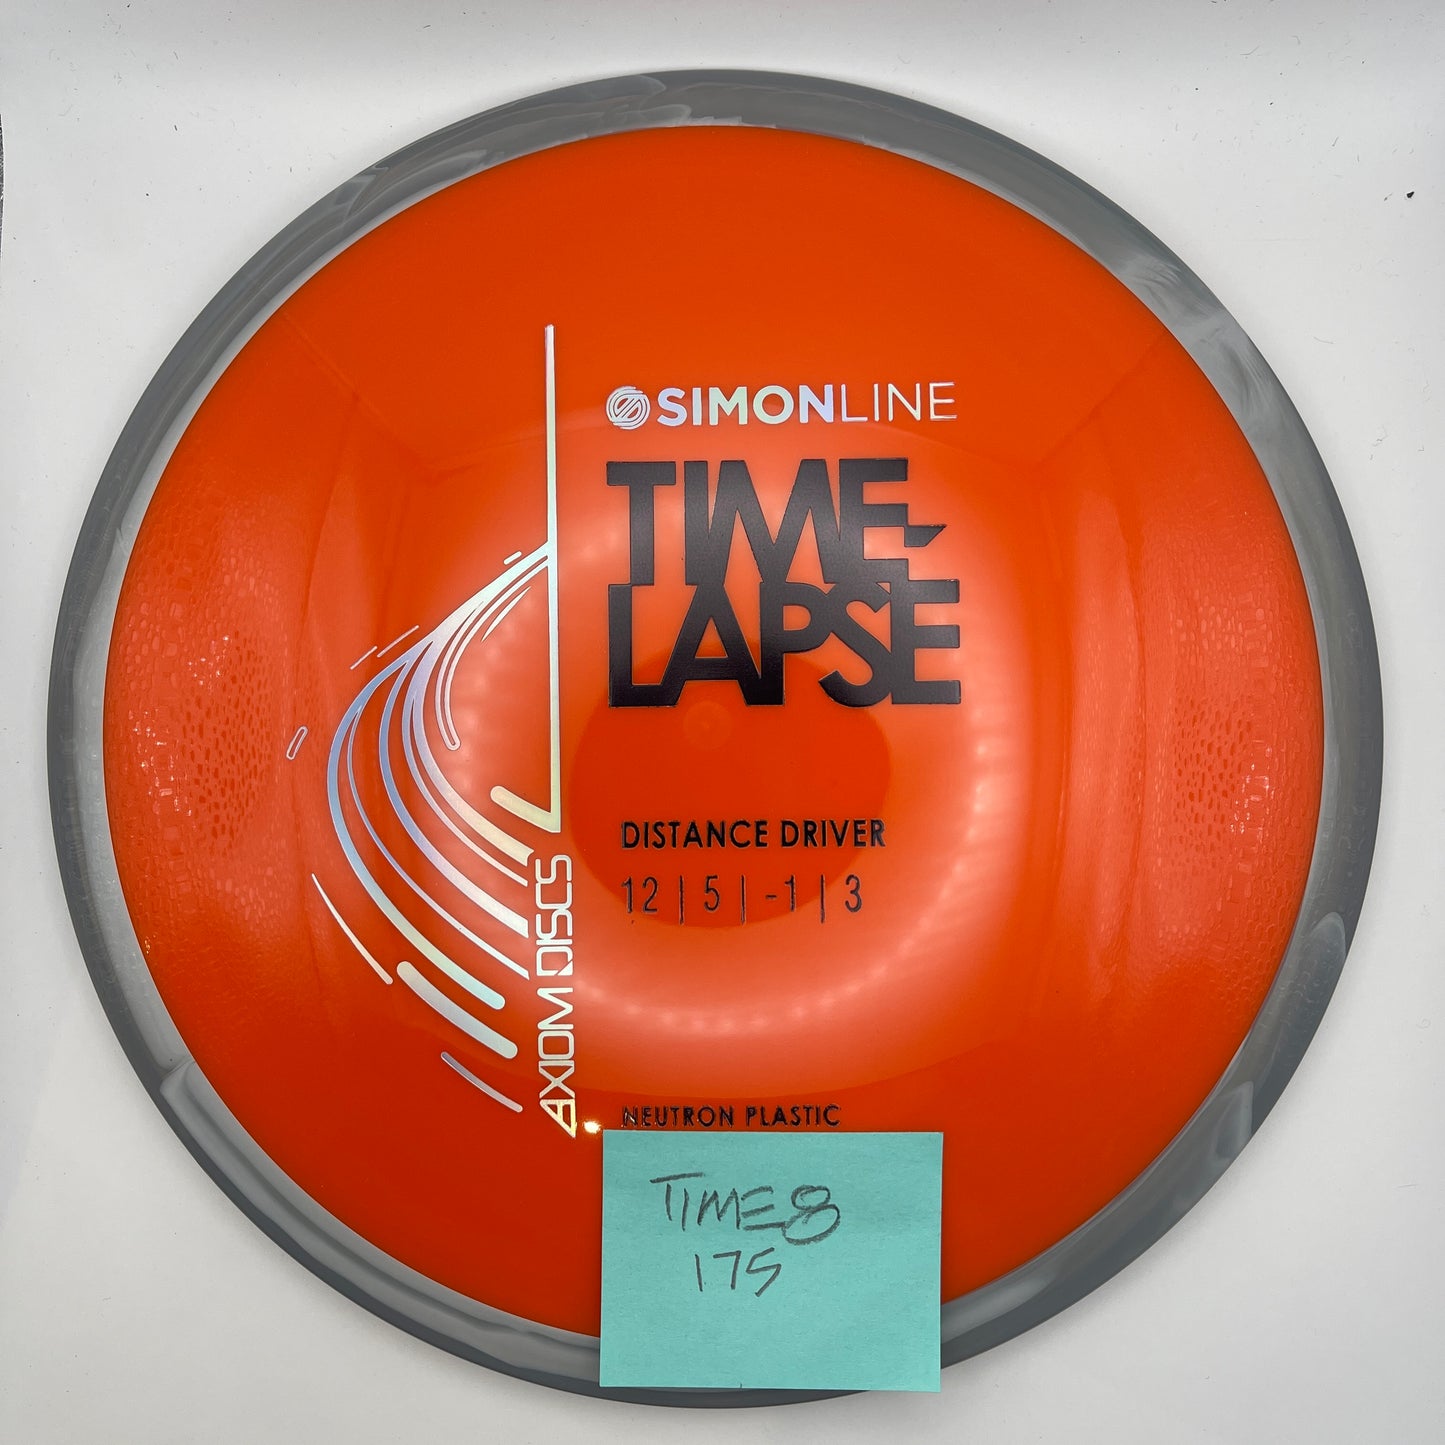 SIMONLINE
TIME-
LAPSE
DISTANCE DRIVER
12 | 5 | -1 | 3
AXIOM DISCS
NEUTRON PLASTIC
TIME8
175